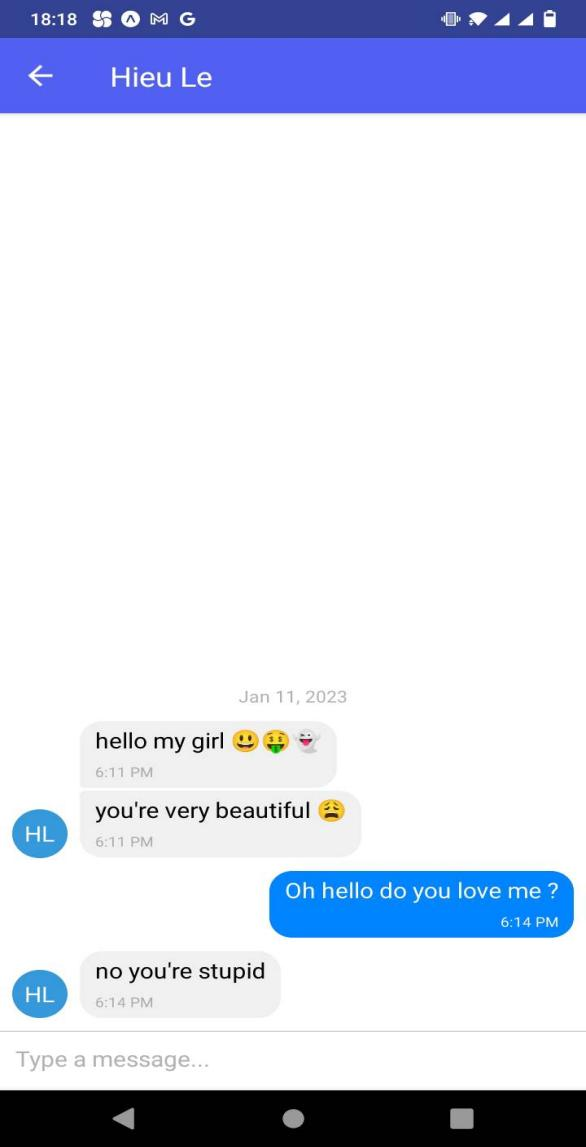 18:18
Hieu Le
Jan 11, 2023
hello my girl 😃🤑👻
6:11 PM
you're very beautiful 😩
6:11 PM
HL
Oh hello do you love me ?
6:14 PM
no you're stupid
6:14 PM
HL
Type a message...